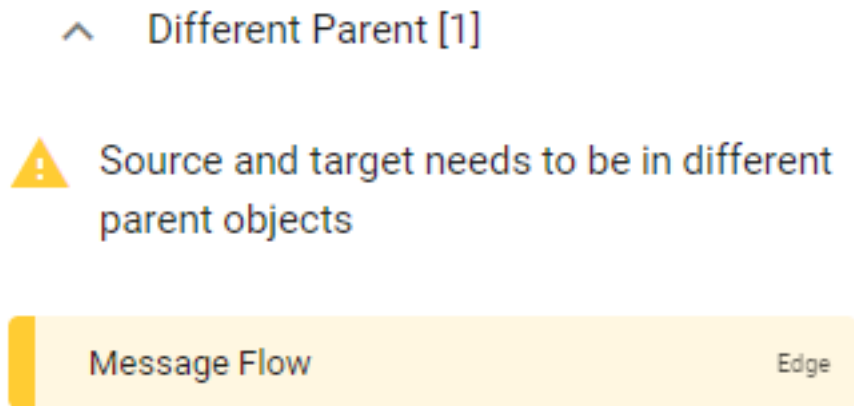 Different Parent [1]
Source and target needs to be in different
parent objects
Message Flow Edge